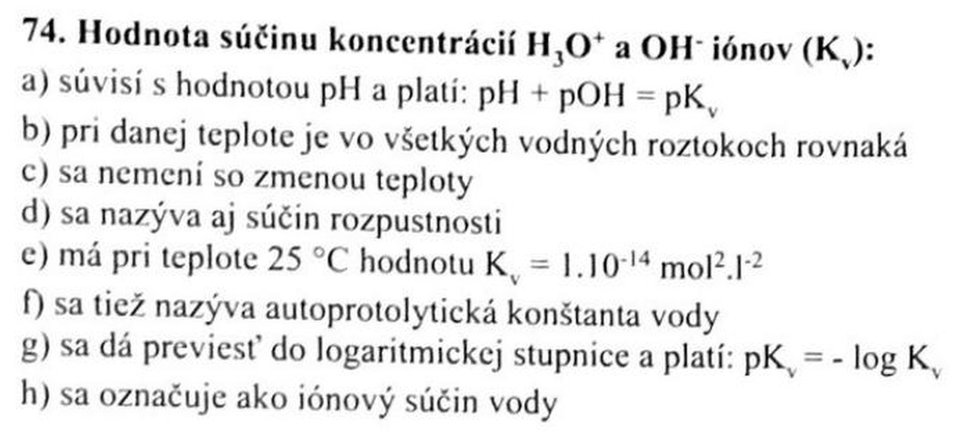 74. Hodnota súčinu koncentrácií H₃O⁺ a OH⁻ iónov (Kᵥ):
a) súvisí s hodnotou pH a platí: pH + pOH = pKᵥ
b) pri danej teplote je vo všetkých vodných roztokoch rovnaká
c) sa nemení so zmenou teploty
d) sa nazýva aj súčin rozpustnosti
e) má pri teplote 25 °C hodnotu Kᵥ = 1.10⁻¹⁴ mol².l⁻²
f) sa tiež nazýva autoprotolytická konštanta vody
g) sa dá previesť do logaritmickej stupnice a platí: pKᵥ = - log Kᵥ
h) sa označuje ako iónový súčin vody